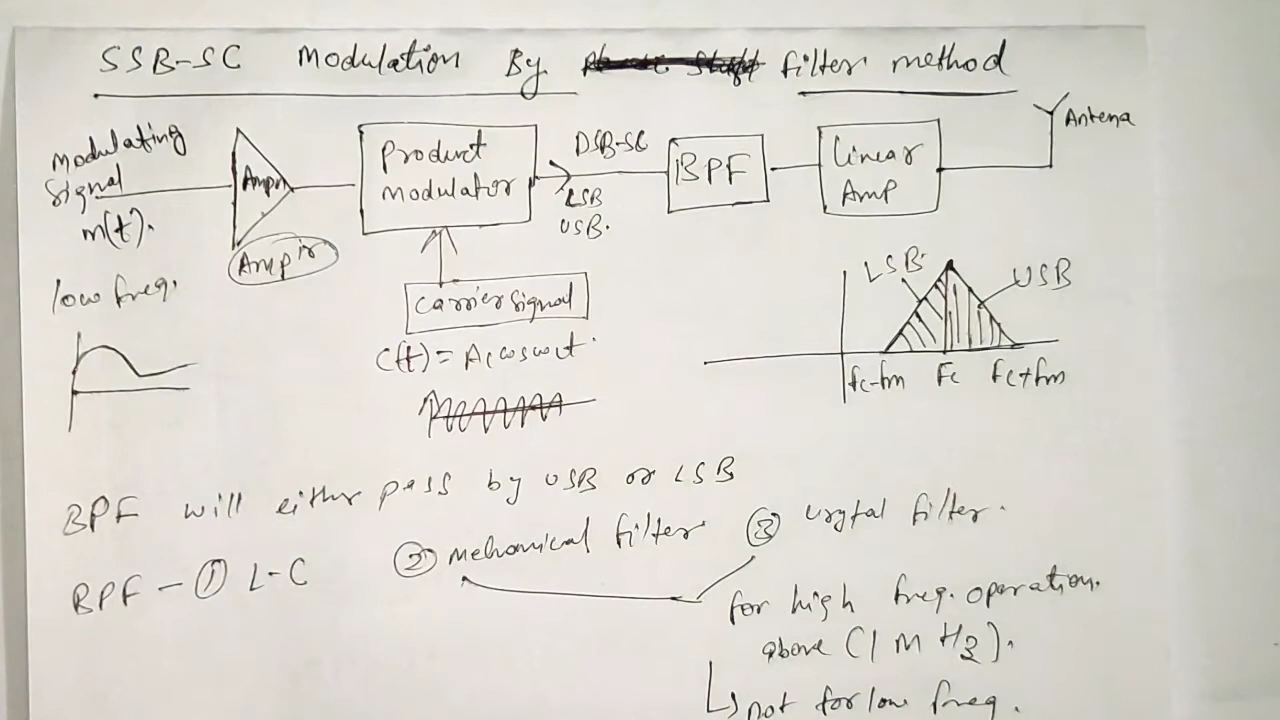 SSB-SC Modulation By filter method
Modulating
Signal
m(t).
low freq.
Ampr
Ampir
Product
modulator
DSB-SC
LSB
USB.
BPF
Linear
Amp
Antena
carrier signal
c(t) = Ac cos wct.
LSB
USB
fc-fm Fc Fc+fm
BPF will either pass by USB or LSB
BPF - ① L-C ② mehanical filter ③ crystal filter.
for high freq. operation.
above (1 MHz).
↳ not for low freq.